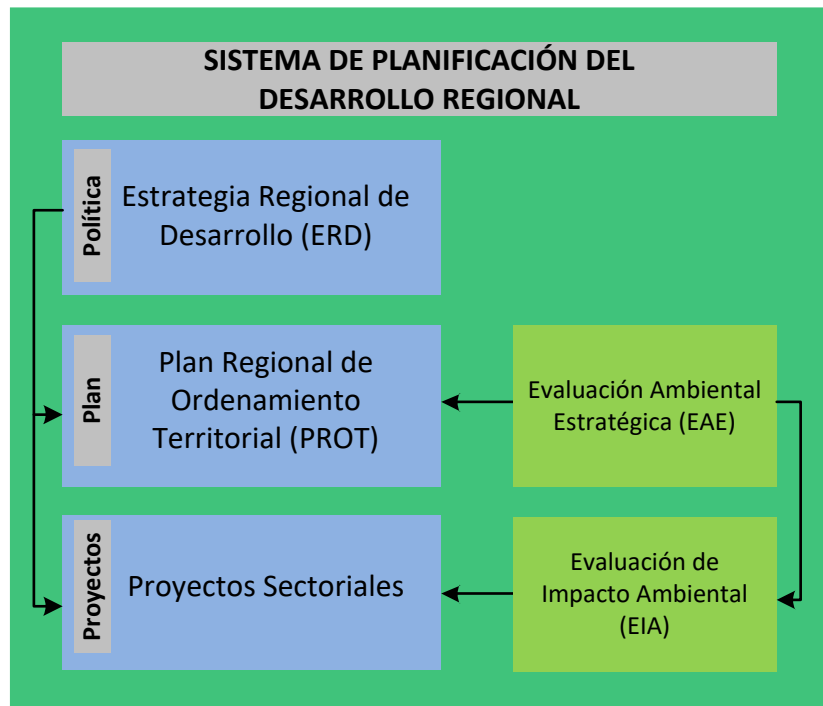 SISTEMA DE PLANIFICACIÓN DEL
DESARROLLO REGIONAL
Política
Estrategia Regional de
Desarrollo (ERD)
Plan
Plan Regional de
Ordenamiento
Territorial (PROT)
Evaluación Ambiental
Estratégica (EAE)
Proyectos
Proyectos Sectoriales
Evaluación de
Impacto Ambiental
(EIA)